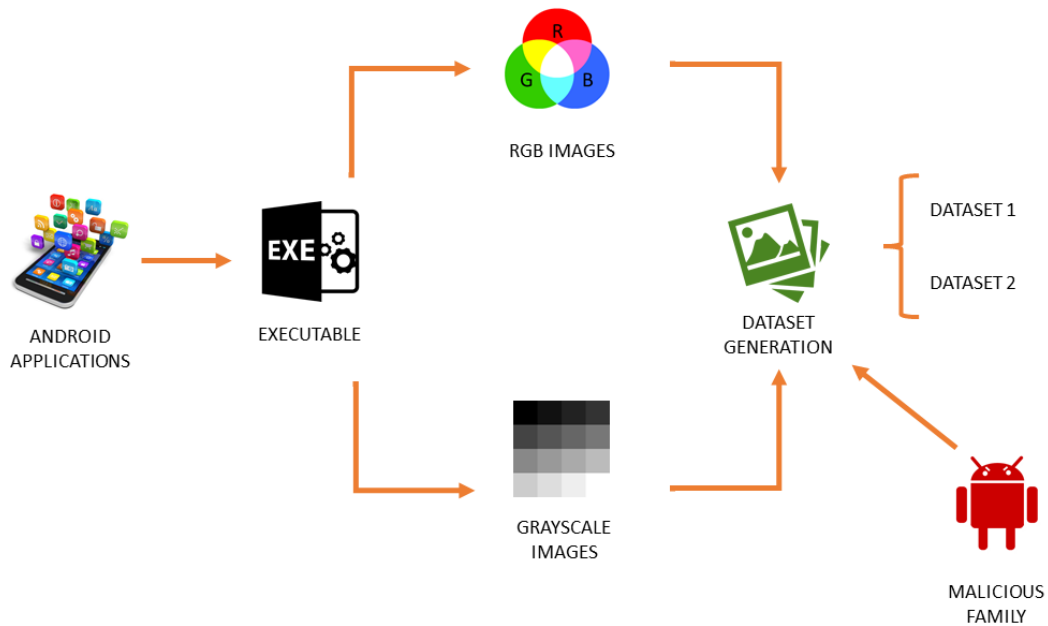 R
G
B
RGB IMAGES
ANDROID
APPLICATIONS
EXE
EXECUTABLE
DATASET
GENERATION
DATASET 1
DATASET 2
GRAYSCALE
IMAGES
MALICIOUS
FAMILY